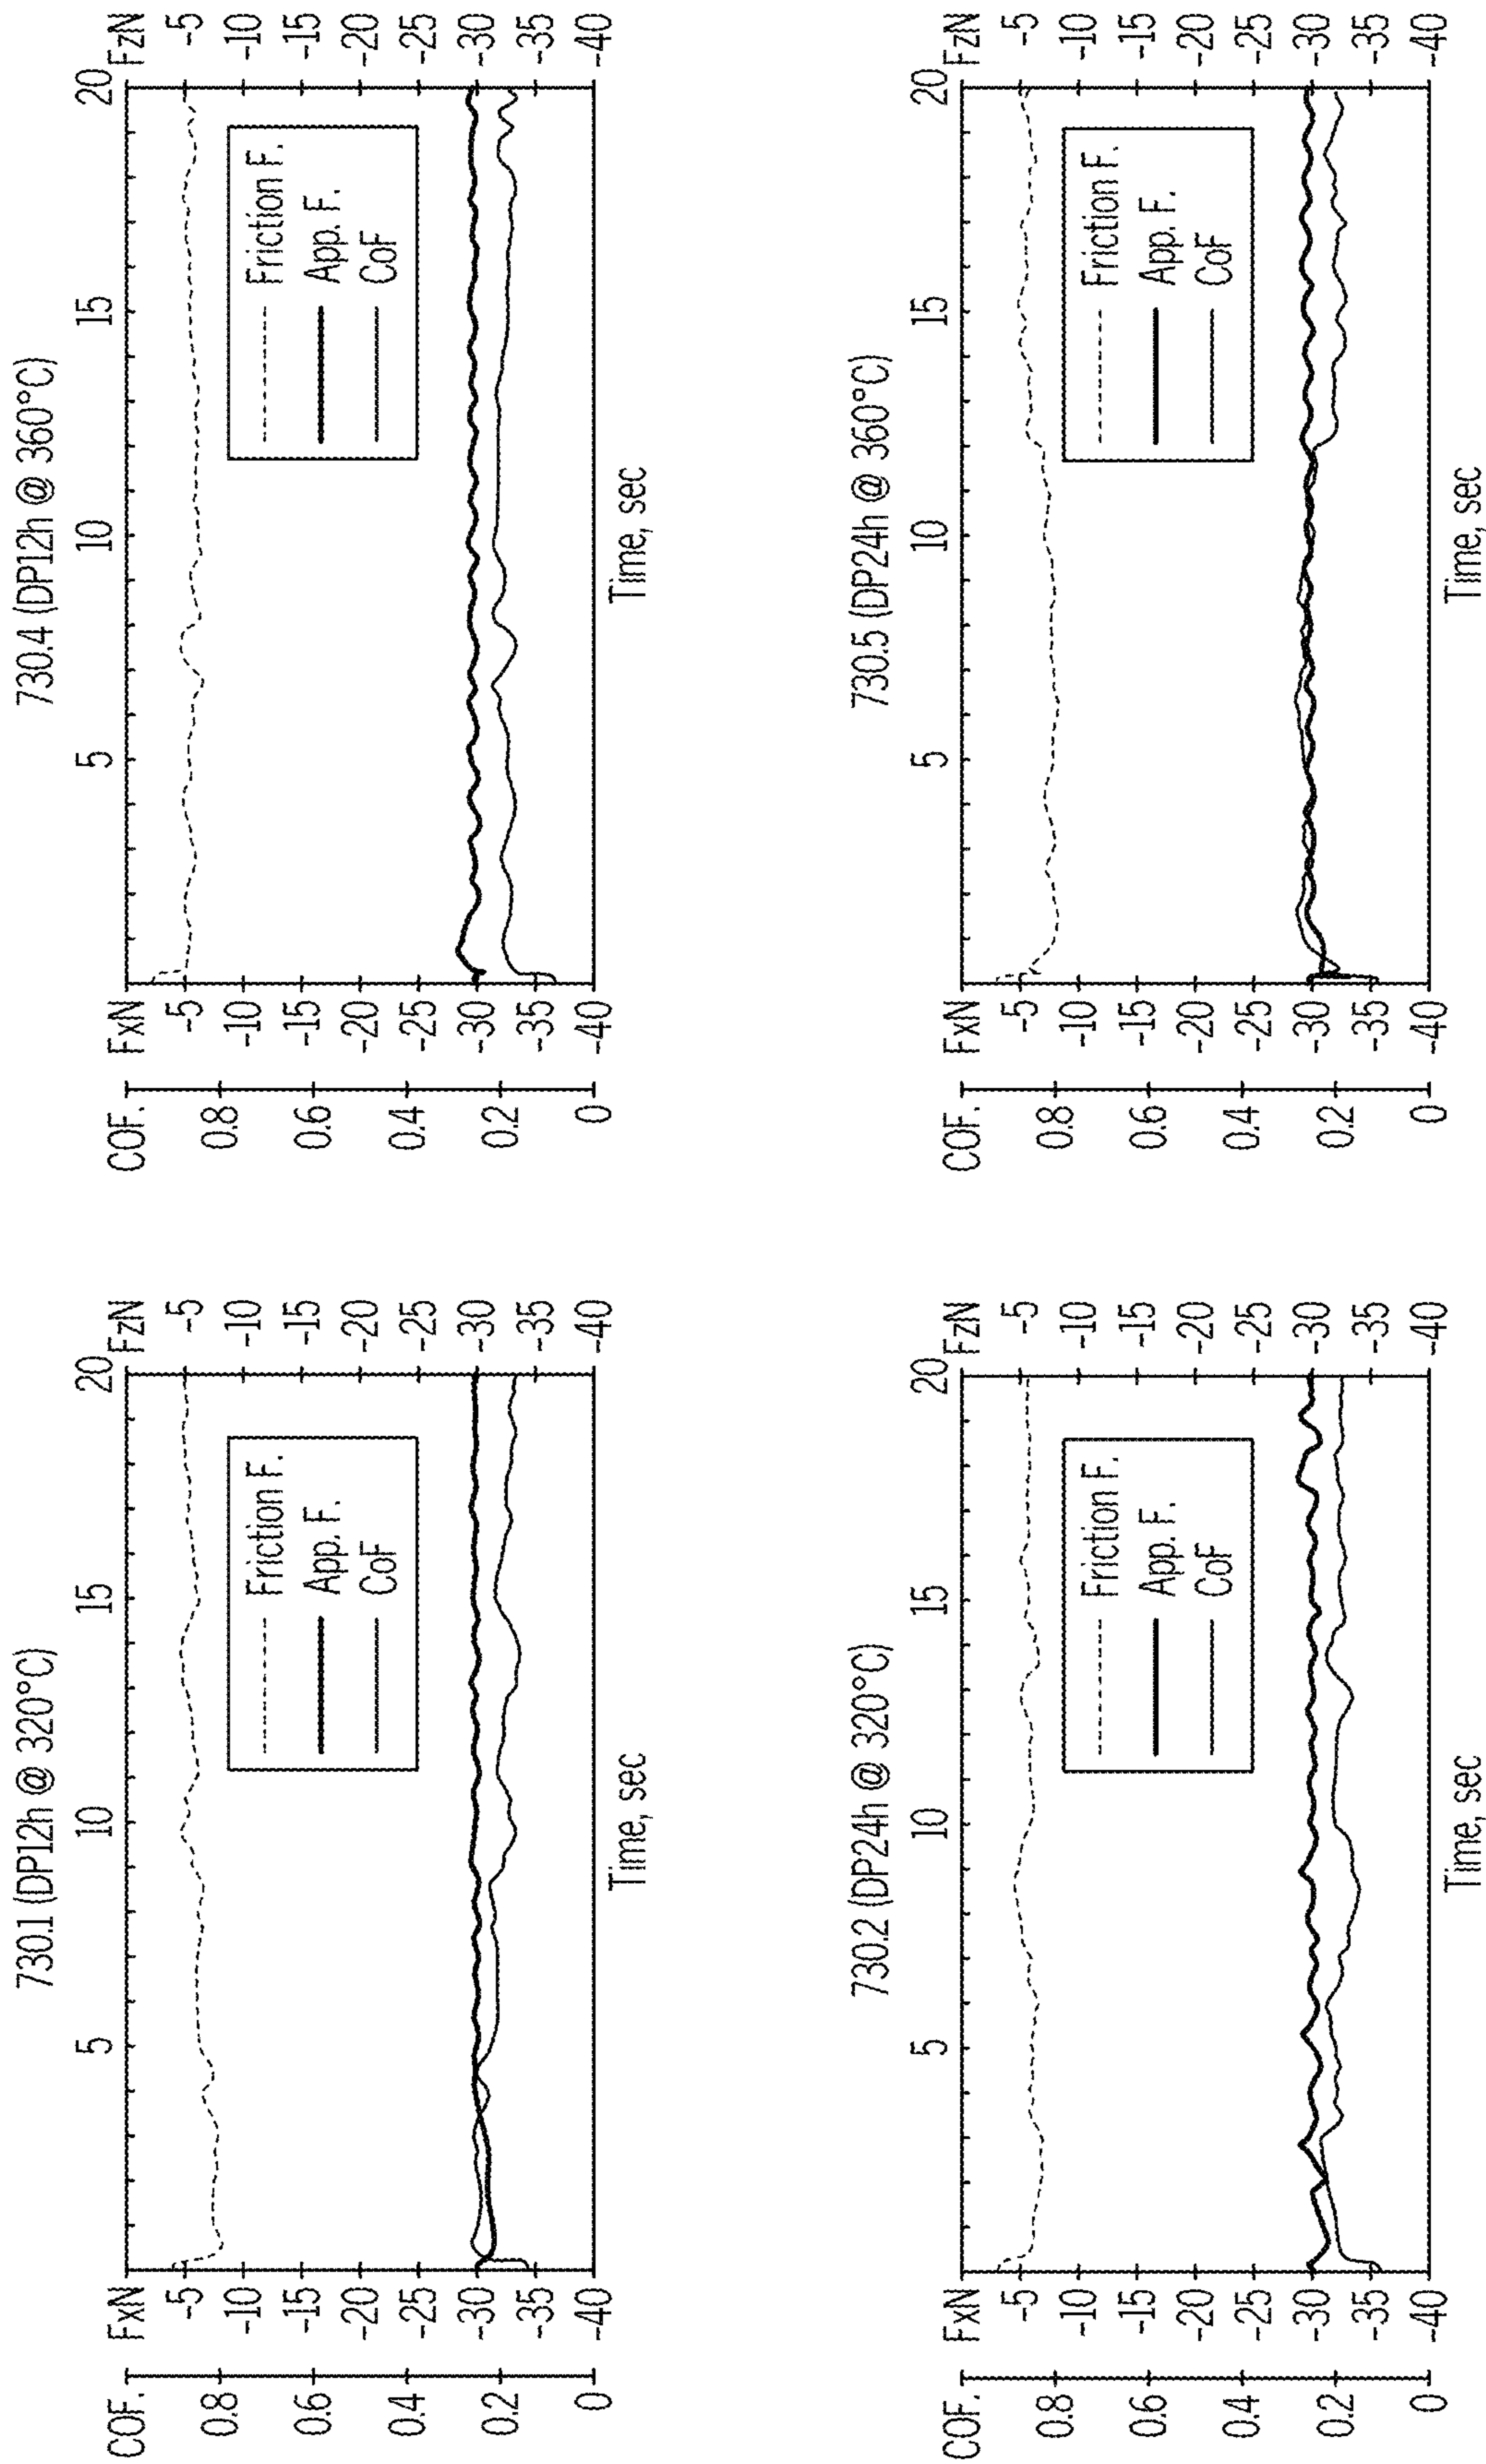 730.1 (DP12h @ 320°C)
5 10 15 20
COF. FxN FzN
-5 -5
0.8 -10 -10
0.6 -15 -15
-20 -20
0.4 -25 -25
-30 -30
0.2 -35 -35
0 -40 -40
Friction F.
App. F.
CoF
Time, sec
730.4 (DP12h @ 360°C)
5 10 15 20
COF. FxN FzN
-5 -5
0.8 -10 -10
0.6 -15 -15
-20 -20
0.4 -25 -25
-30 -30
0.2 -35 -35
0 -40 -40
Friction F.
App. F.
CoF
Time, sec
730.2 (DP24h @ 320°C)
5 10 15 20
COF. FxN FzN
-5 -5
0.8 -10 -10
0.6 -15 -15
-20 -20
0.4 -25 -25
-30 -30
0.2 -35 -35
0 -40 -40
Friction F.
App. F.
CoF
Time, sec
730.5 (DP24h @ 360°C)
5 10 15 20
COF. FxN FzN
-5 -5
0.8 -10 -10
0.6 -15 -15
-20 -20
0.4 -25 -25
-30 -30
0.2 -35 -35
0 -40 -40
Friction F.
App. F.
CoF
Time, sec